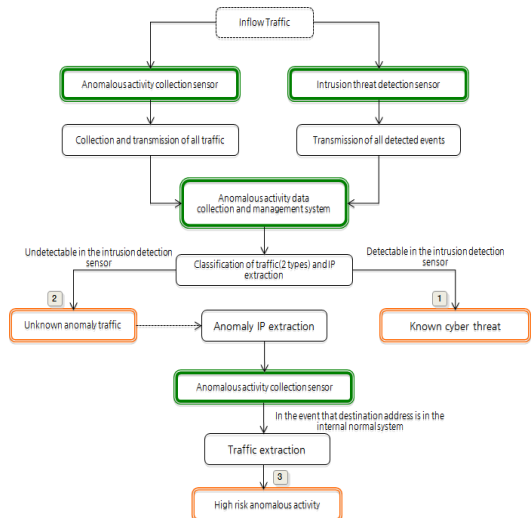 Inflow Traffic
Anomalous activity collection sensor
Intrusion threat detection sensor
Collection and transmission of all traffic
Transmission of all detected events
Anomalous activity data
collection and management system
Undetectable in the intrusion detection
sensor
Detectable in the intrusion detection
sensor
Classification of traffic(2 types) and IP
extraction
2
1
Unknown anomaly traffic
Anomaly IP extraction
Known cyber threat
Anomalous activity collection sensor
In the event that destination address is in the
internal normal system
Traffic extraction
3
High risk anomalous activity